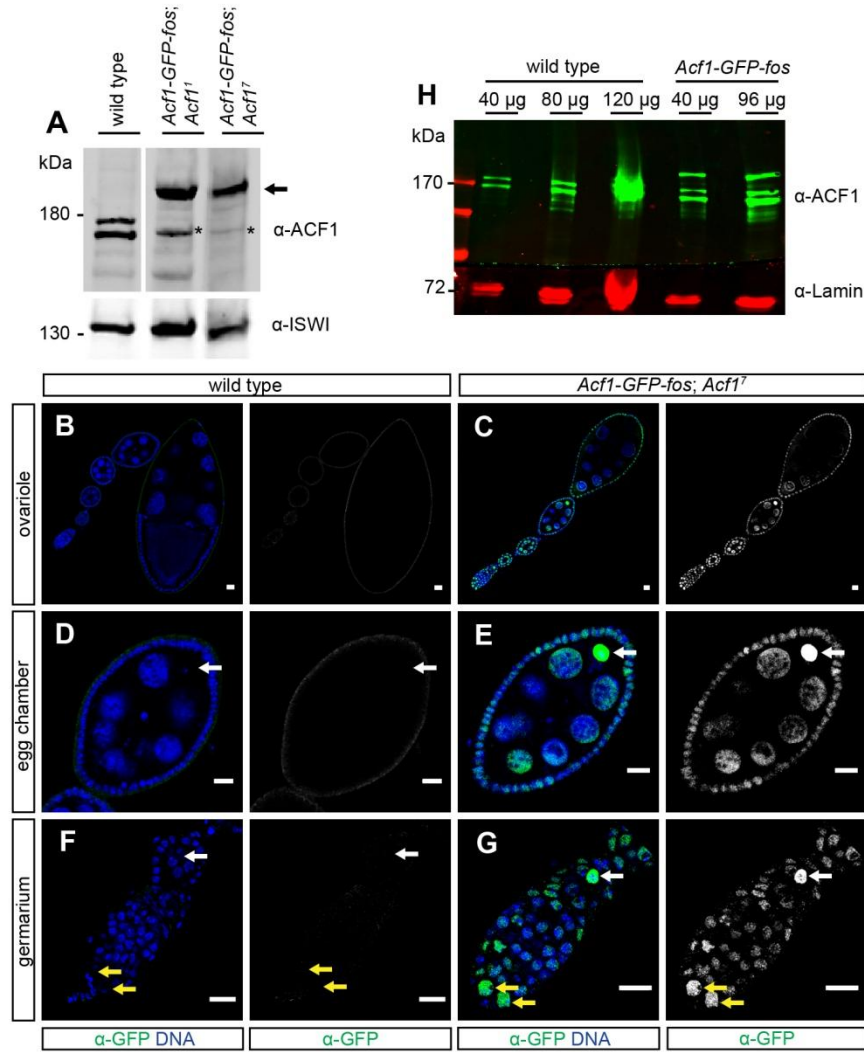 A
kDa
wild type
Acf1-GFP-fos;
Acf1¹
Acf1-GFP-fos;
Acf1⁷
180 -
α-ACF1
*
*
130 -
α-ISWI
H
wild type
Acf1-GFP-fos
40 µg
80 µg
120 µg
40 µg
96 µg
kDa
170
α-ACF1
72
α-Lamin
wild type
Acf1-GFP-fos; Acf1⁷
ovariole
B
C
egg chamber
D
E
germarium
F
G
α-GFP DNA
α-GFP
α-GFP DNA
α-GFP